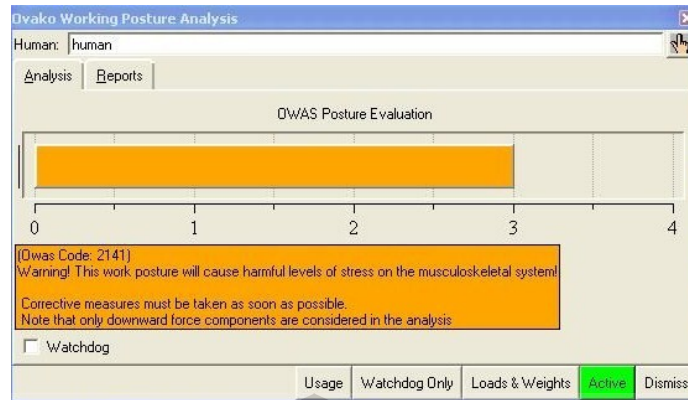 Ovako Working Posture Analysis
Human: human
Analysis Reports
OWAS Posture Evaluation
0 1 2 3 4
(Owas Code: 2141)
Warning! This work posture will cause harmful levels of stress on the musculoskeletal system!
Corrective measures must be taken as soon as possible.
Note that only downward force components are considered in the analysis
Watchdog
Usage Watchdog Only Loads & Weights Active Dismiss